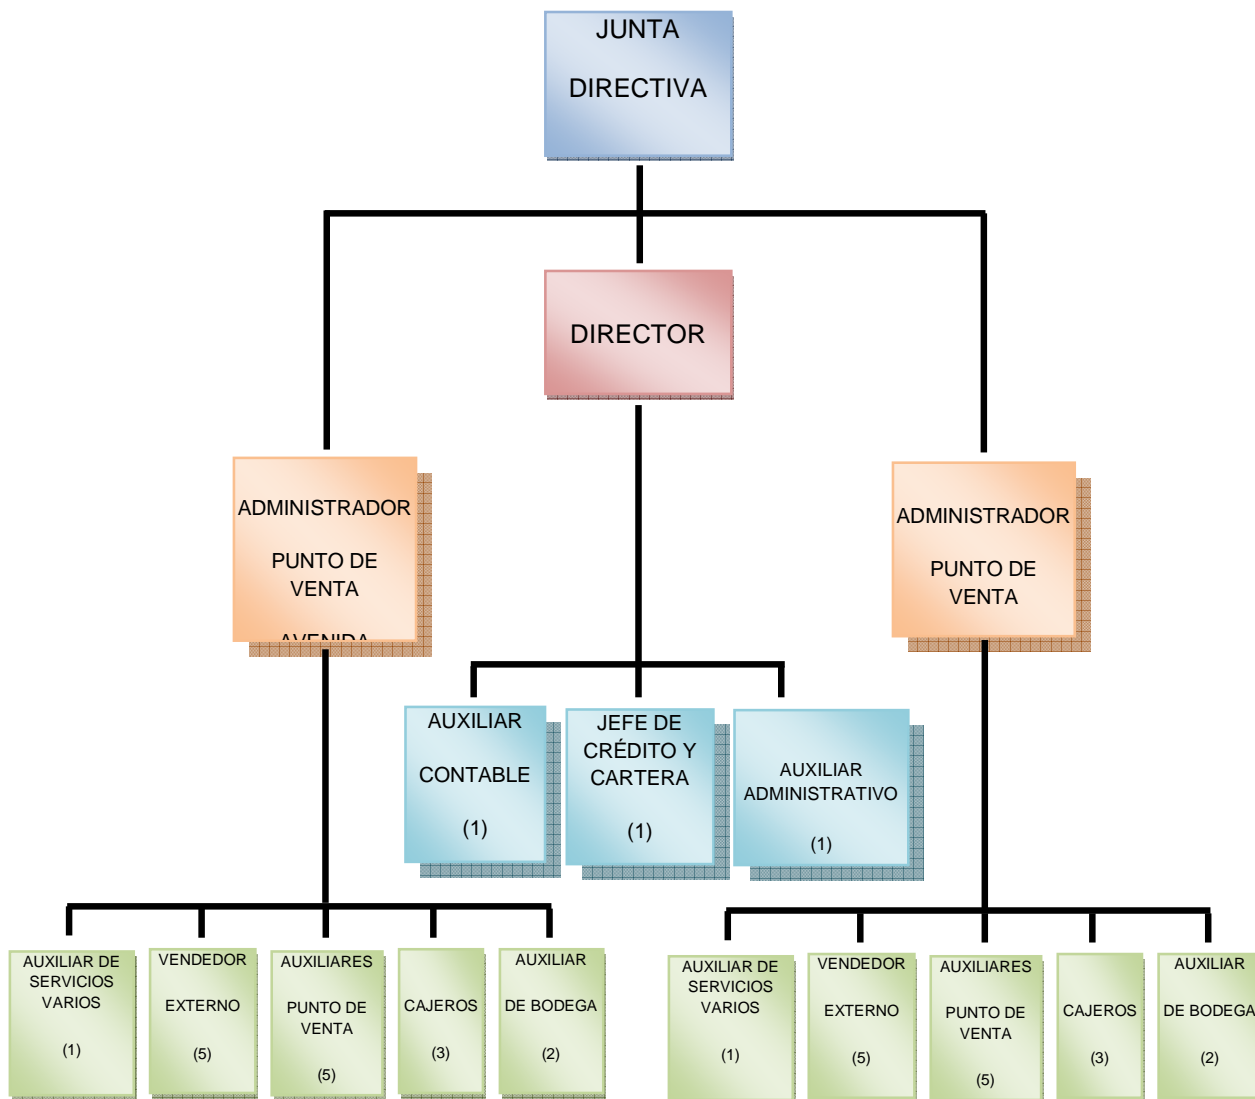 JUNTA
DIRECTIVA
DIRECTOR
ADMINISTRADOR
PUNTO DE
VENTA
AVENIDA
ADMINISTRADOR
PUNTO DE
VENTA
AUXILIAR
CONTABLE
(1)
JEFE DE
CRÉDITO Y
CARTERA
(1)
AUXILIAR
ADMINISTRATIVO
(1)
AUXILIAR DE
SERVICIOS
VARIOS
(1)
VENDEDOR
EXTERNO
(5)
AUXILIARES
PUNTO DE
VENTA
(5)
CAJEROS
(3)
AUXILIAR
DE BODEGA
(2)
AUXILIAR DE
SERVICIOS
VARIOS
(1)
VENDEDOR
EXTERNO
(5)
AUXILIARES
PUNTO DE
VENTA
(5)
CAJEROS
(3)
AUXILIAR
DE BODEGA
(2)